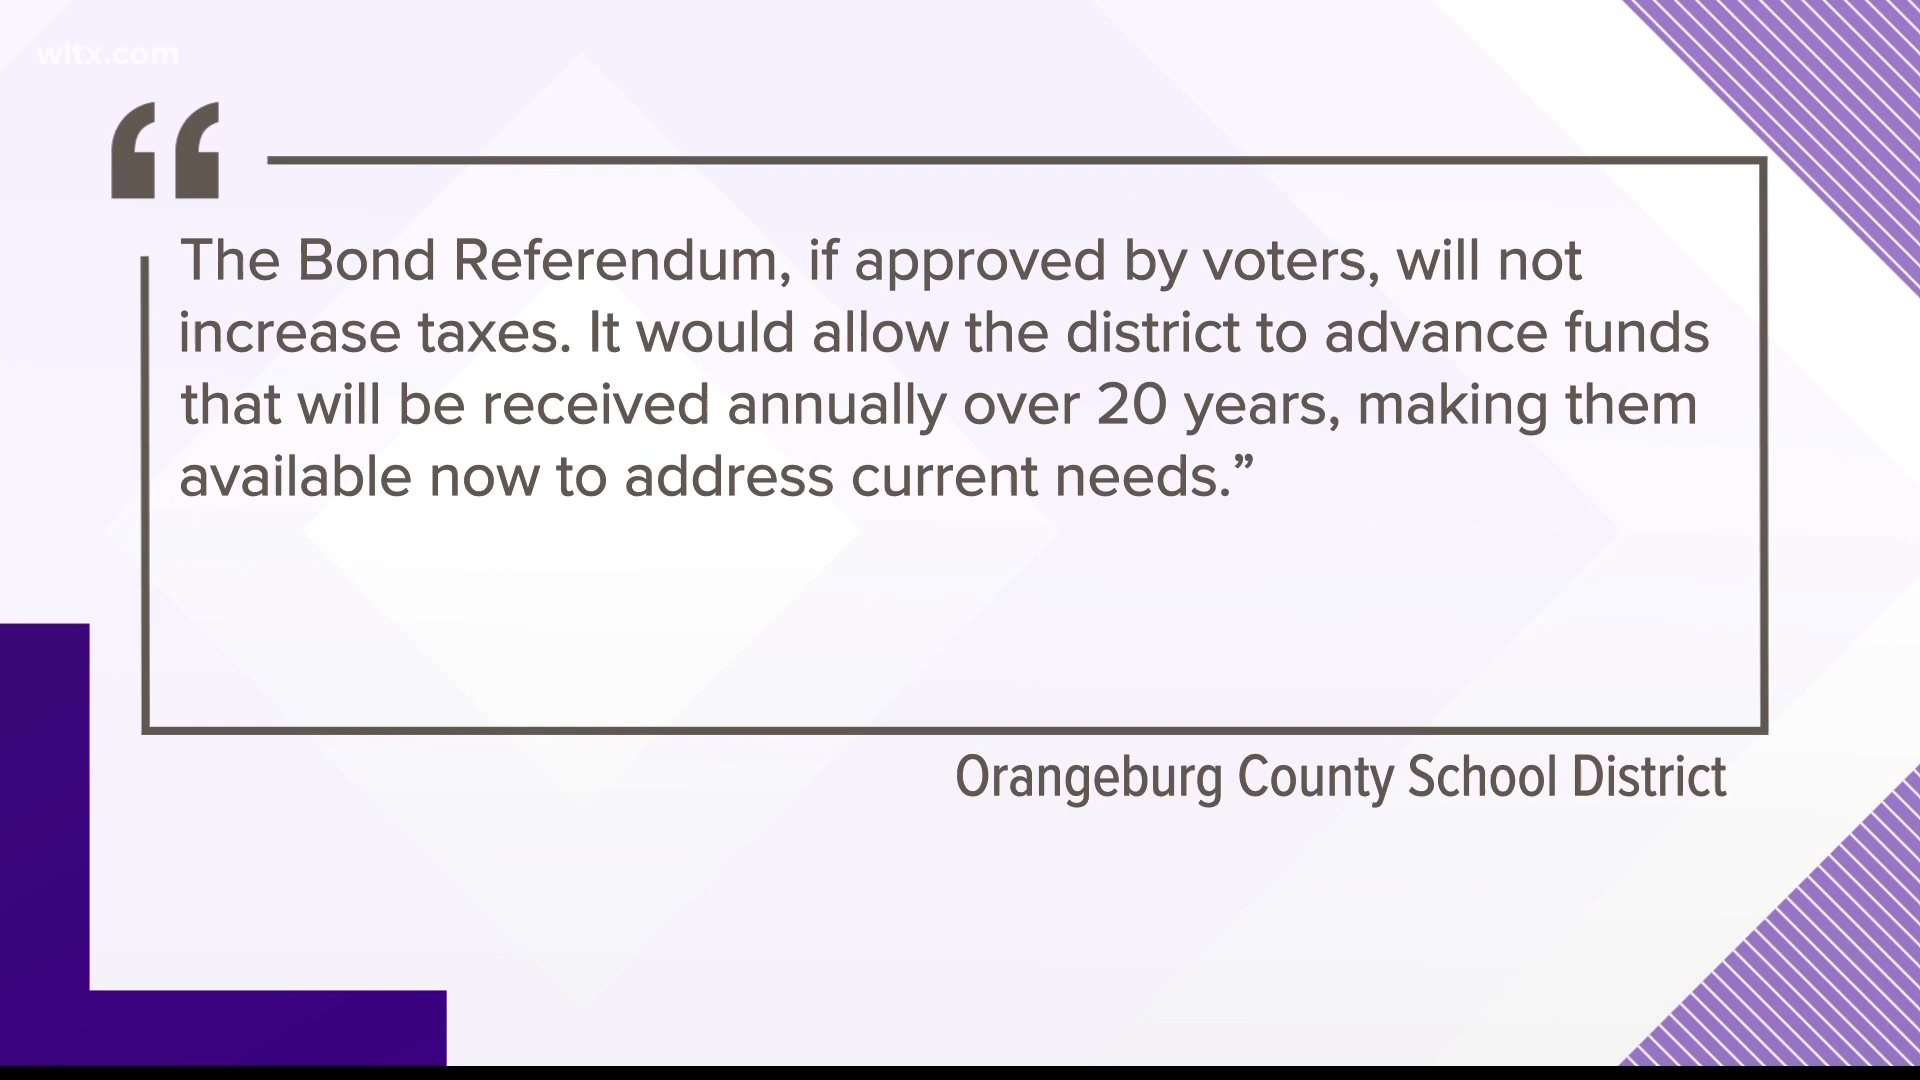 wltx.com
“
The Bond Referendum, if approved by voters, will not
increase taxes. It would allow the district to advance funds
that will be received annually over 20 years, making them
available now to address current needs.”
Orangeburg County School District